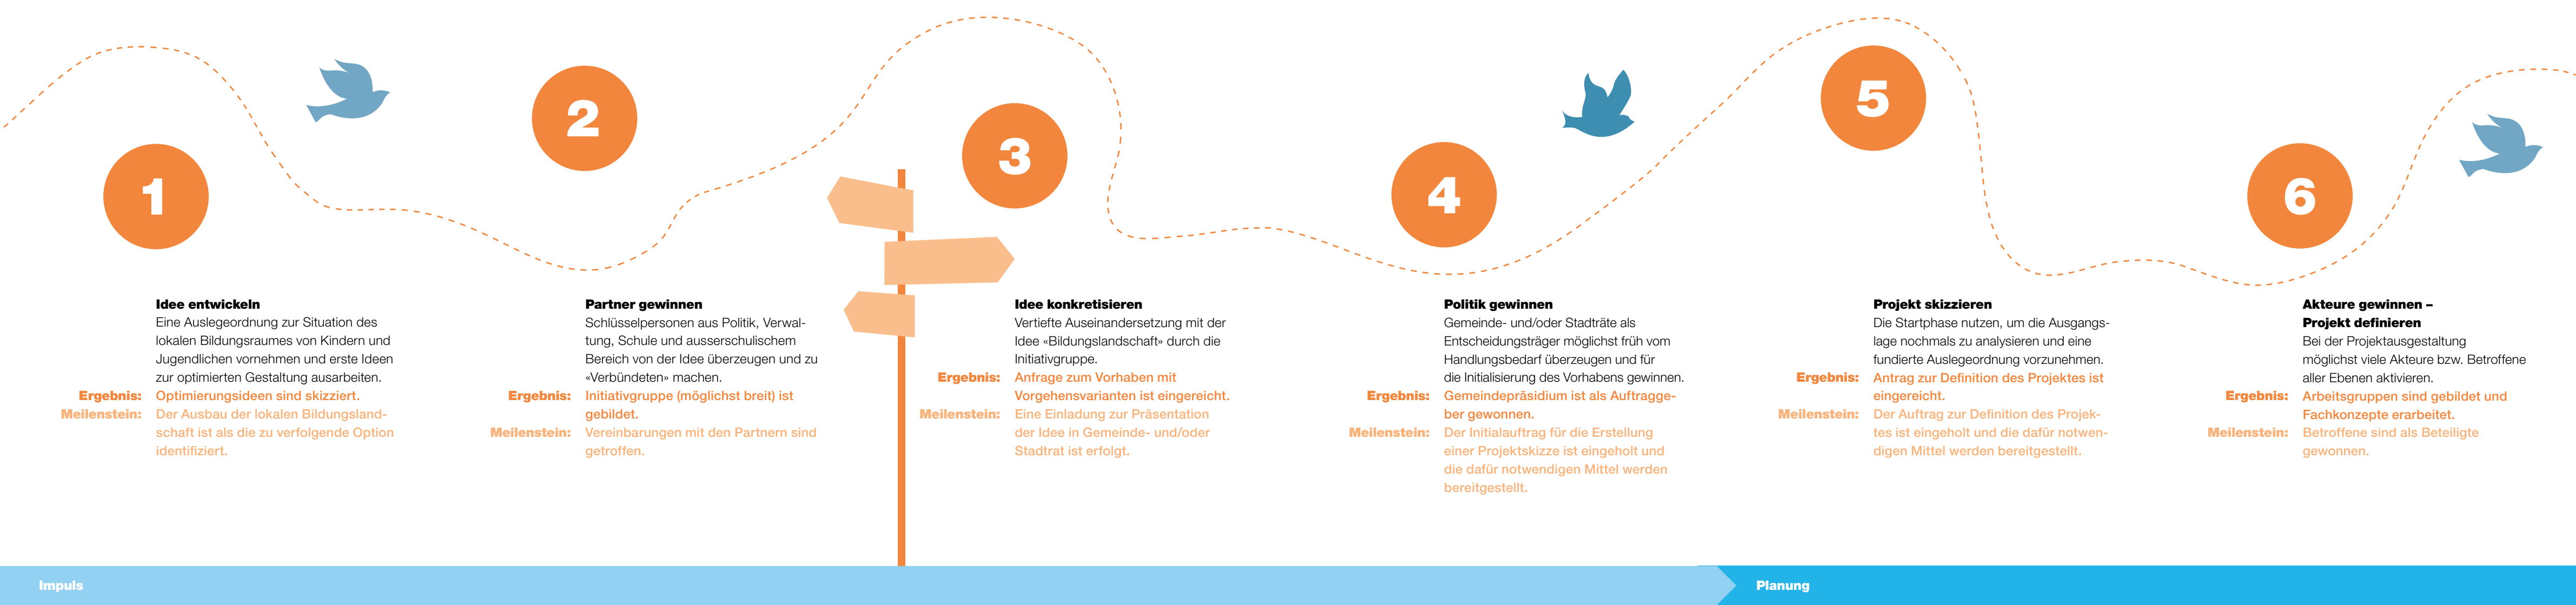 1
Idee entwickeln
Eine Auslegeordnung zur Situation des
lokalen Bildungsraumes von Kindern und
Jugendlichen vornehmen und erste Ideen
zur optimierten Gestaltung ausarbeiten.
Ergebnis: Optimierungsideen sind skizziert.
Meilenstein: Der Ausbau der lokalen Bildungsland-
schaft ist als die zu verfolgende Option
identifiziert.
2
Partner gewinnen
Schlüsselpersonen aus Politik, Verwal-
tung, Schule und ausserschulischem
Bereich von der Idee überzeugen und zu
«Verbündeten» machen.
Ergebnis: Initiativgruppe (möglichst breit) ist
gebildet.
Meilenstein: Vereinbarungen mit den Partnern sind
getroffen.
3
Idee konkretisieren
Vertiefte Auseinandersetzung mit der
Idee «Bildungslandschaft» durch die
Initiativgruppe.
Ergebnis: Anfrage zum Vorhaben mit
Vorgehensvarianten ist eingereicht.
Meilenstein: Eine Einladung zur Präsentation
der Idee in Gemeinde- und/oder
Stadtrat ist erfolgt.
4
Politik gewinnen
Gemeinde- und/oder Stadträte als
Entscheidungsträger möglichst früh vom
Handlungsbedarf überzeugen und für
die Initialisierung des Vorhabens gewinnen.
Ergebnis: Gemeindepräsidium ist als Auftragge-
ber gewonnen.
Meilenstein: Der Initialauftrag für die Erstellung
einer Projektskizze ist eingeholt und
die dafür notwendigen Mittel werden
bereitgestellt.
5
Projekt skizzieren
Die Startphase nutzen, um die Ausgangs-
lage nochmals zu analysieren und eine
fundierte Auslegeordnung vorzunehmen.
Ergebnis: Antrag zur Definition des Projektes ist
eingereicht.
Meilenstein: Der Auftrag zur Definition des Projek-
tes ist eingeholt und die dafür notwen-
digen Mittel werden bereitgestellt.
6
Akteure gewinnen –
Projekt definieren
Bei der Projektausgestaltung
möglichst viele Akteure bzw. Betroffene
aller Ebenen aktivieren.
Ergebnis: Arbeitsgruppen sind gebildet und
Fachkonzepte erarbeitet.
Meilenstein: Betroffene sind als Beteiligte
gewonnen.
Impuls
Planung